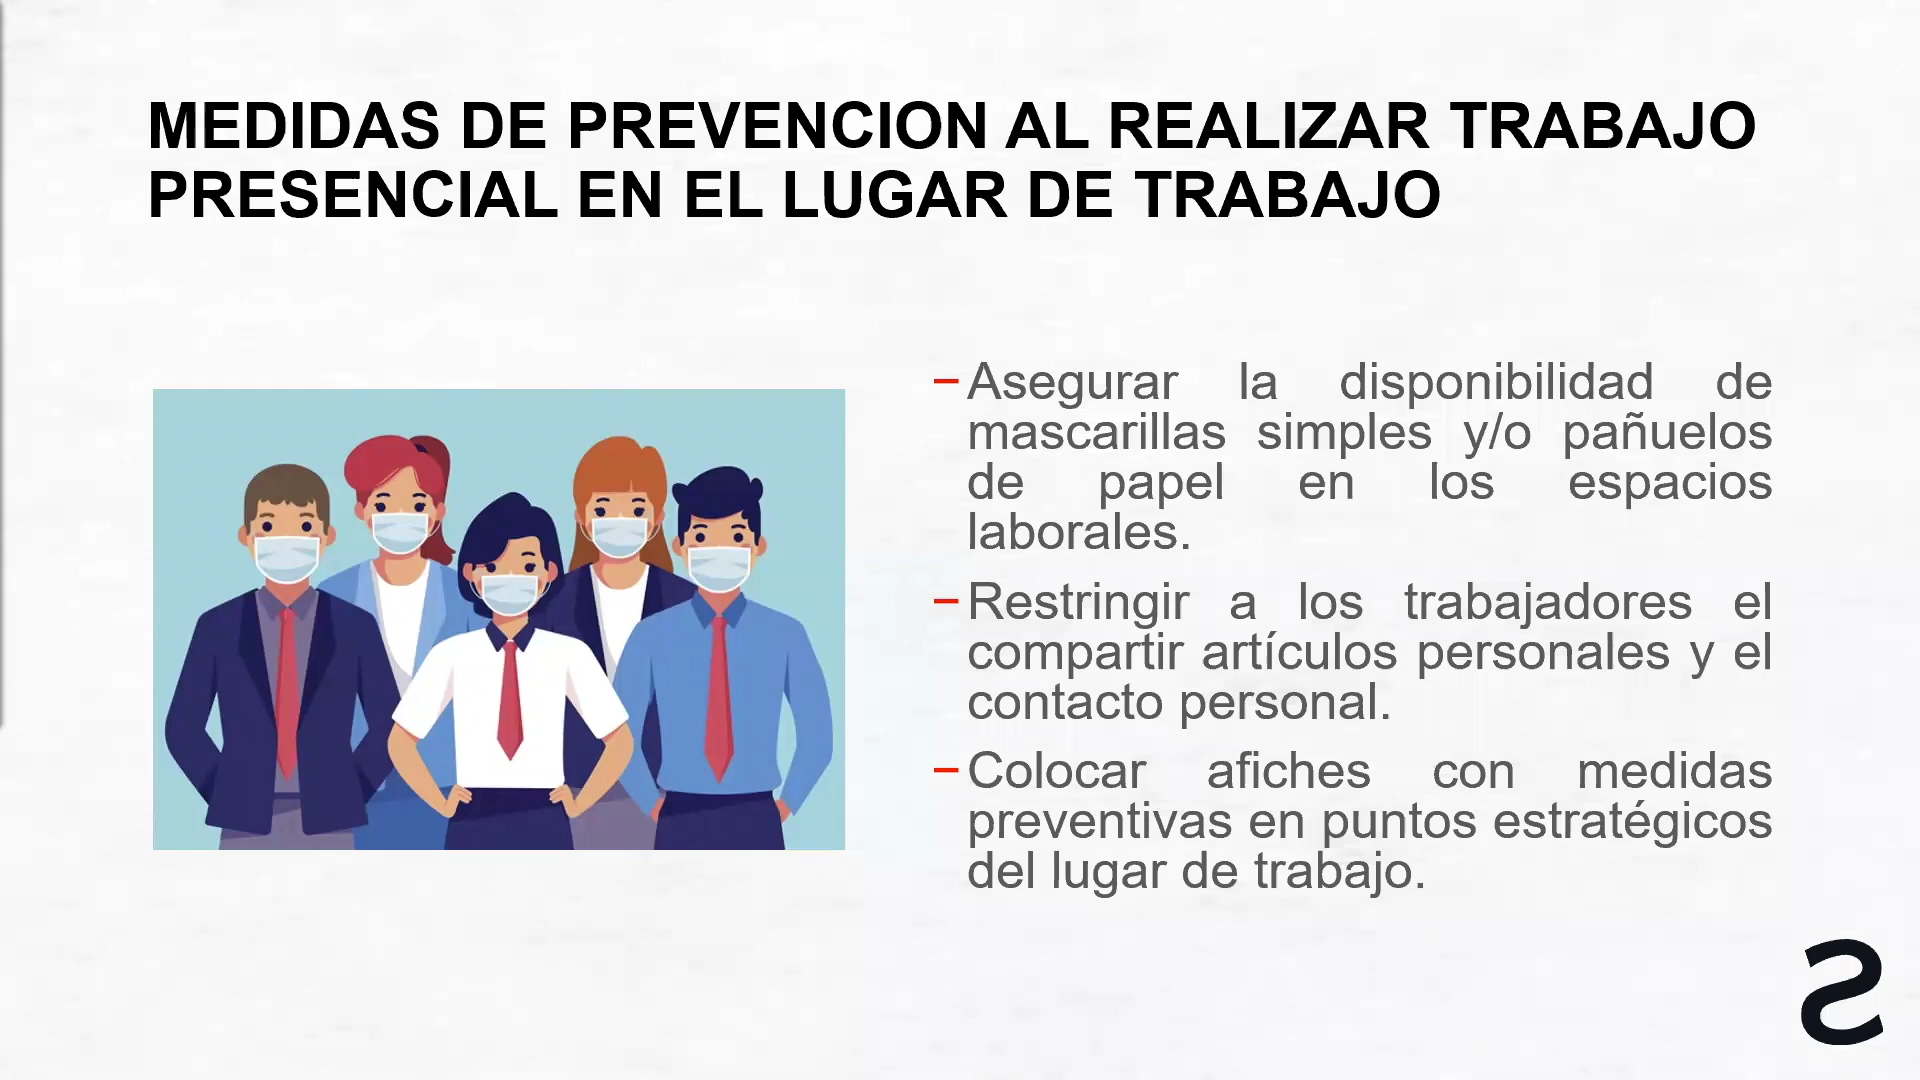 MEDIDAS DE PREVENCION AL REALIZAR TRABAJO
PRESENCIAL EN EL LUGAR DE TRABAJO
–Asegurar la disponibilidad de
mascarillas simples y/o pañuelos
de papel en los espacios
laborales.
–Restringir a los trabajadores el
compartir artículos personales y el
contacto personal.
–Colocar afiches con medidas
preventivas en puntos estratégicos
del lugar de trabajo.